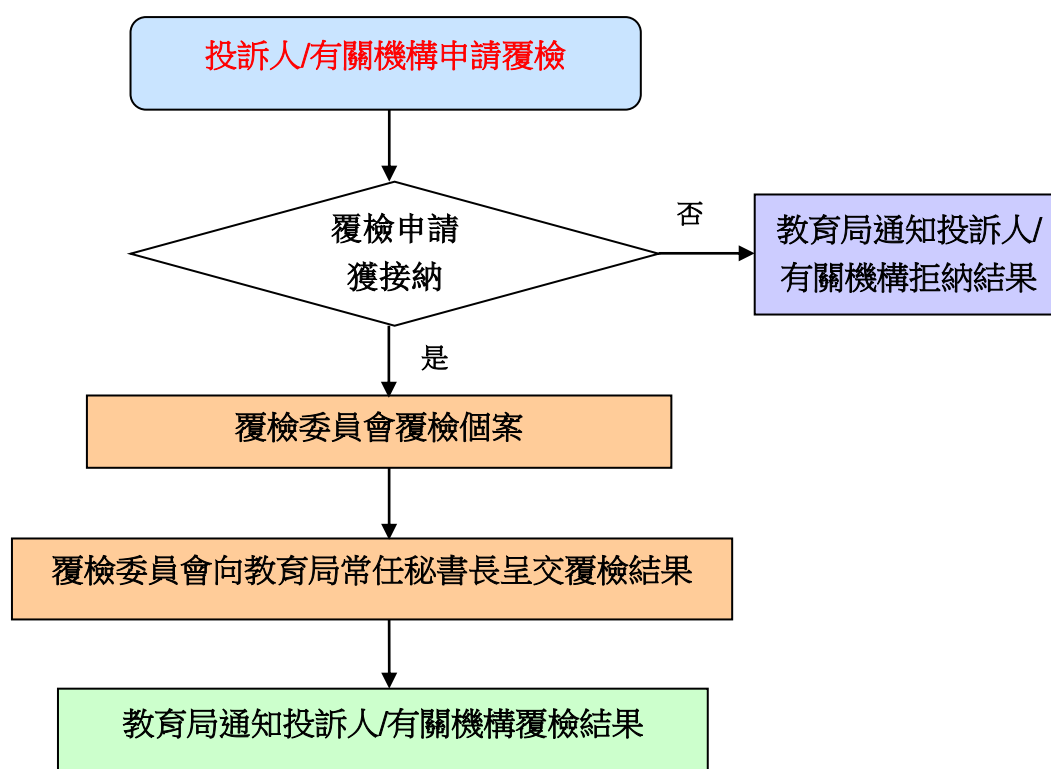 投訴人/有關機構申請覆檢
覆檢申請
獲接納
否
教育局通知投訴人/
有關機構拒納結果
是
覆檢委員會覆檢個案
覆檢委員會向教育局常任秘書長呈交覆檢結果
教育局通知投訴人/有關機構覆檢結果